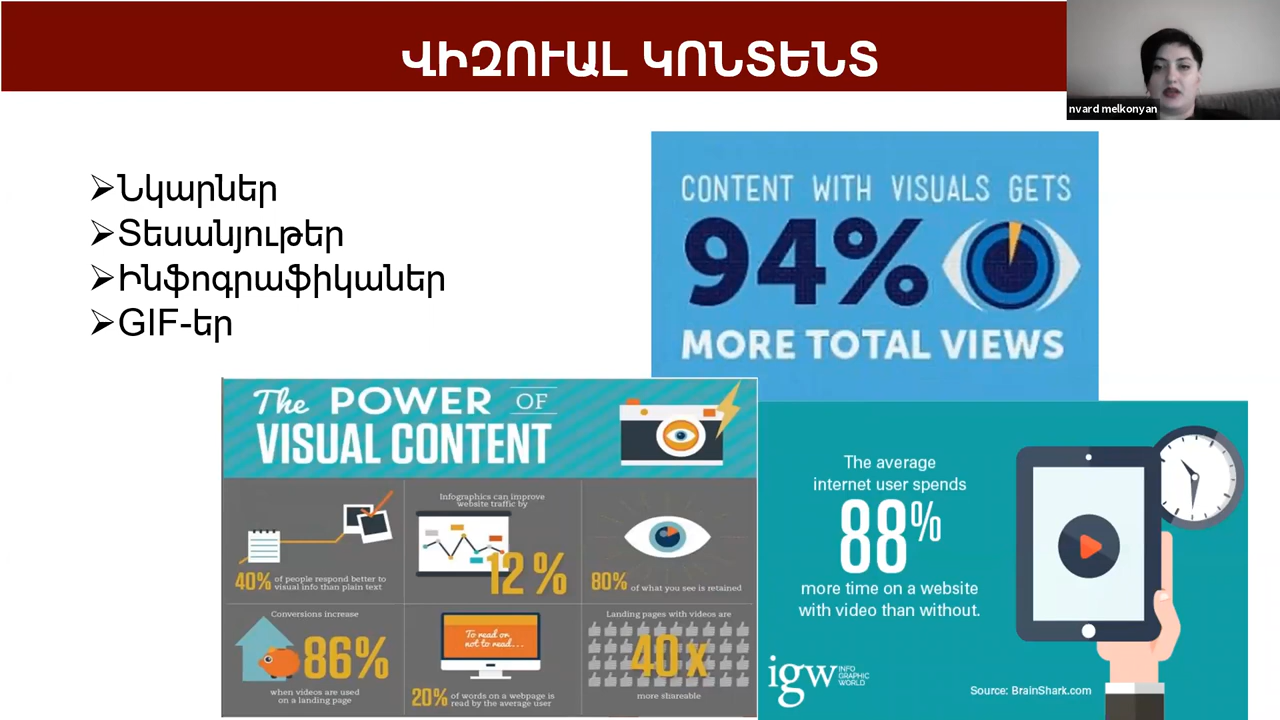 ՎԻԶՈՒԱԼ ԿՈՆՏԵՆՏ
nvard melkonyan
➢Նկարներ
➢Տեսանյութեր
➢Ինֆոգրաֆիկաներ
➢GIF-եր
CONTENT WITH VISUALS GETS
94%
MORE TOTAL VIEWS
The POWER OF
VISUAL CONTENT
40% of people respond better to
visual info than plain text
Infographics can improve
website traffic by
12%
80% of what you see is retained
Conversions increase
86%
when videos are used
on a landing page
To read or
not to read...
20% of words on a webpage is
read by the average user
Landing pages with videos are
40x
more shareable
The average
internet user spends
88%
more time on a website
with video than without.
igw INFO
GRAPHIC
WORLD
Source: BrainShark.com